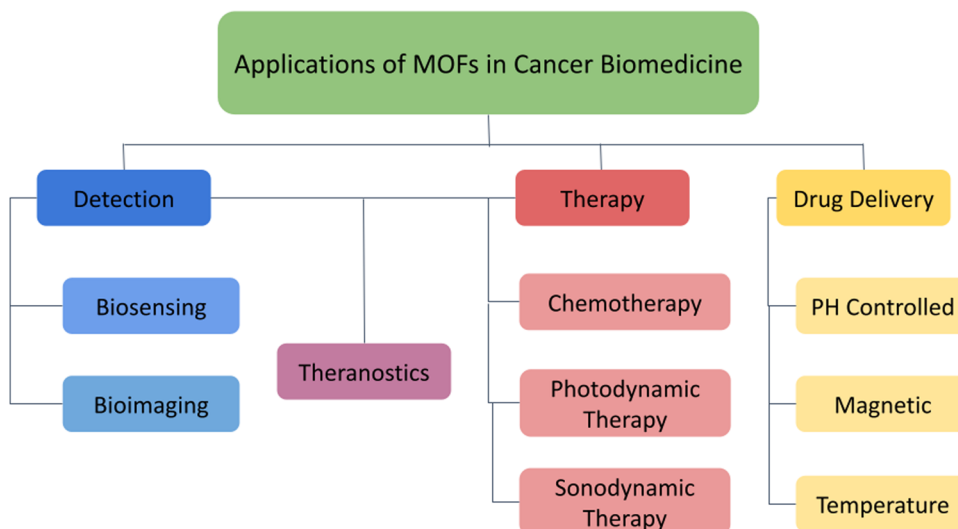 Applications of MOFs in Cancer Biomedicine
Detection
Therapy
Drug Delivery
Biosensing
Bioimaging
Theranostics
Chemotherapy
Photodynamic
Therapy
Sonodynamic
Therapy
PH Controlled
Magnetic
Temperature